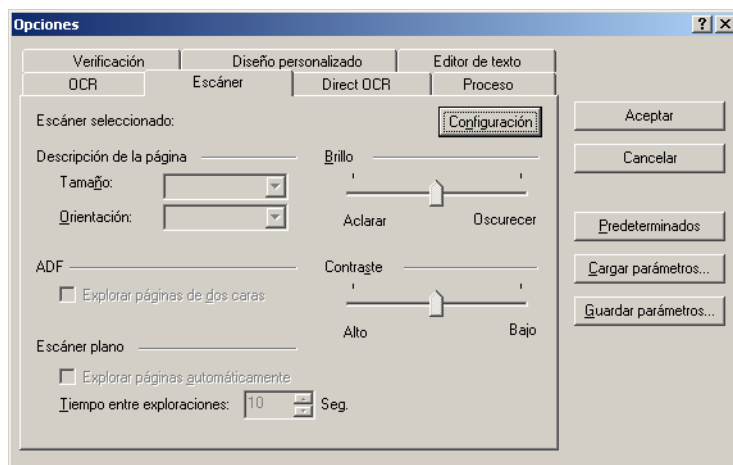 Opciones
Verificación
Diseño personalizado
Editor de texto
OCR
Escáner
Direct OCR
Proceso
Escáner seleccionado:
Configuración
Descripción de la página
Tamaño:
Orientación:
Brillo
Aclarar
Oscurecer
ADF
Explorar páginas de dos caras
Contraste
Alto
Bajo
Escáner plano
Explorar páginas automáticamente
Tiempo entre exploraciones:
10
Seg.
Aceptar
Cancelar
Predeterminados
Cargar parámetros...
Guardar parámetros...